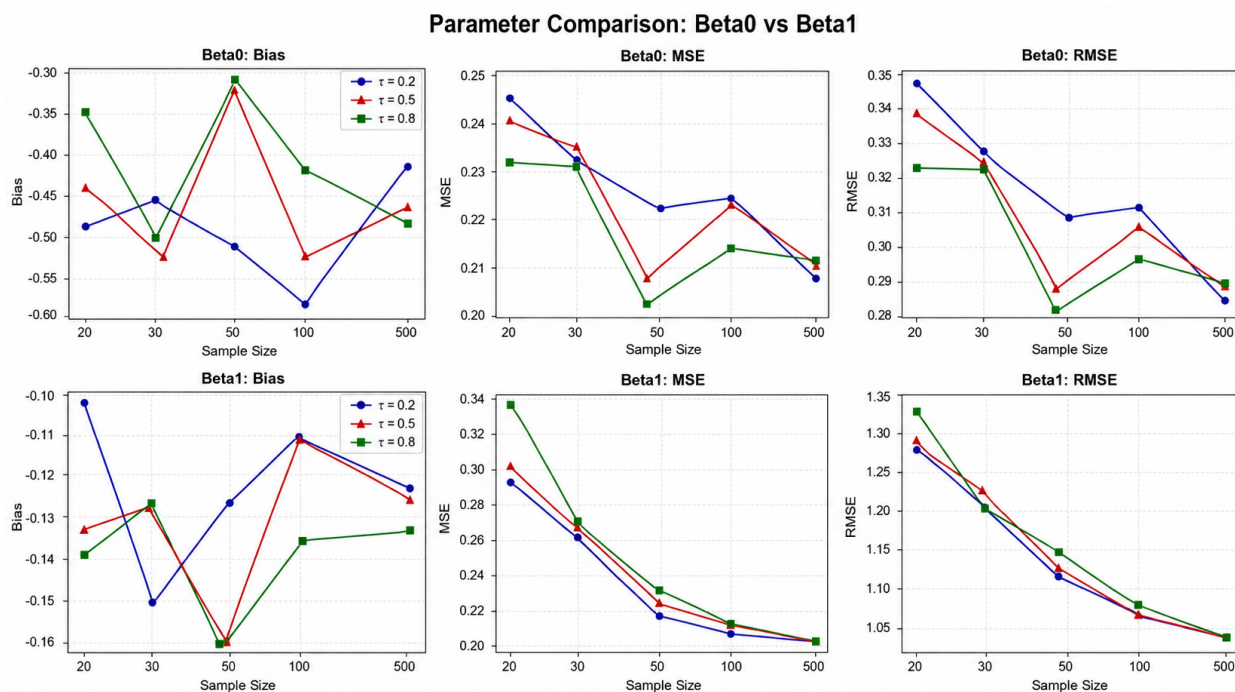 Parameter Comparison: Beta0 vs Beta1
Beta0: Bias
-0.30
-0.35
-0.40
-0.45
-0.50
-0.55
-0.60
Bias
τ = 0.2
τ = 0.5
τ = 0.8
20 30 50 100 500
Sample Size
Beta0: MSE
0.25
0.24
0.23
0.22
0.21
0.20
MSE
20 30 50 100 500
Sample Size
Beta0: RMSE
0.35
0.34
0.33
0.32
0.31
0.30
0.29
0.28
RMSE
20 30 50 100 500
Sample Size
Beta1: Bias
-0.10
-0.11
-0.12
-0.13
-0.14
-0.15
-0.16
Bias
τ = 0.2
τ = 0.5
τ = 0.8
20 30 50 100 500
Sample Size
Beta1: MSE
0.34
0.30
0.28
0.26
0.24
0.22
0.20
MSE
20 30 50 100 500
Sample Size
Beta1: RMSE
1.35
1.30
1.25
1.20
1.15
1.10
1.05
RMSE
20 30 50 100 500
Sample Size